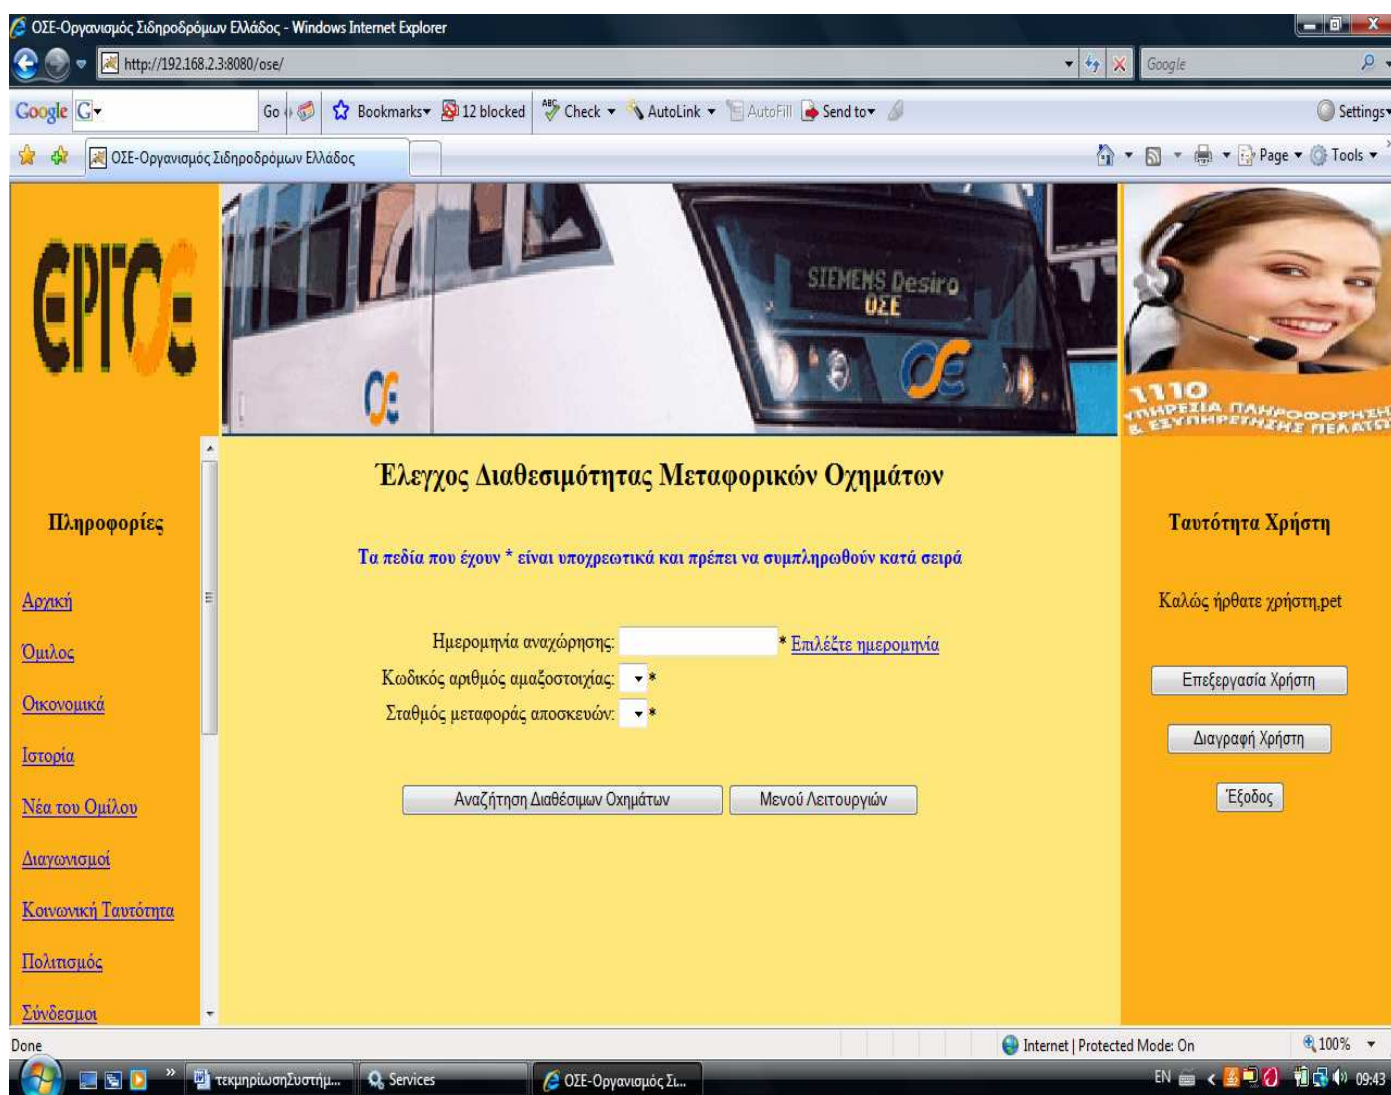 ΟΣΕ-Οργανισμός Σιδηροδρόμων Ελλάδος - Windows Internet Explorer
http://192.168.2.3:8080/ose/
Google
Google G Go Bookmarks 12 blocked Check AutoLink AutoFill Send to Settings
ΟΣΕ-Οργανισμός Σιδηροδρόμων Ελλάδος
Page Tools
ΕΡΓΟΣΕ
SIEMENS Desiro
ΟΣΕ
1110
ΥΠΗΡΕΣΙΑ ΠΛΗΡΟΦΟΡΗΣΗ
& ΕΞΥΠΗΡΕΤΗΣΗΣ ΠΕΛΑΤΩ
Πληροφορίες
Αρχική
Όμιλος
Οικονομικά
Ιστορία
Νέα του Ομίλου
Διαγωνισμοί
Κοινωνική Ταυτότητα
Πολιτισμός
Σύνδεσμοι
Έλεγχος Διαθεσιμότητας Μεταφορικών Οχημάτων
Τα πεδία που έχουν * είναι υποχρεωτικά και πρέπει να συμπληρωθούν κατά σειρά
Ημερομηνία αναχώρησης: * Επιλέξτε ημερομηνία
Κωδικός αριθμός αμαξοστοιχίας: *
Σταθμός μεταφοράς αποσκευών: *
Αναζήτηση Διαθέσιμων Οχημάτων Μενού Λειτουργιών
Ταυτότητα Χρήστη
Καλώς ήρθατε χρήστη,pet
Επεξεργασία Χρήστη
Διαγραφή Χρήστη
Έξοδος
Done Internet | Protected Mode: On 100%
τεκμηρίωσηΣυστήμ... Services ΟΣΕ-Οργανισμός Σι... EN 09:43